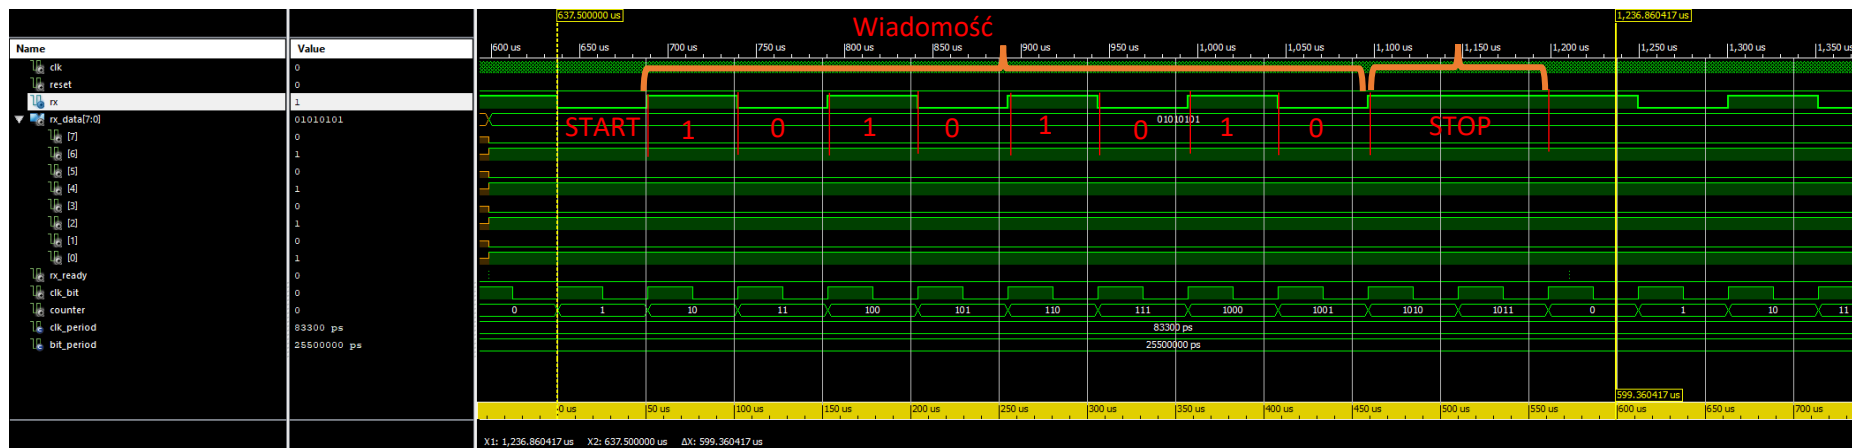 637.500000 us 1,236.860417 us
Wiadomość
Name Value 600 us 650 us 700 us 750 us 800 us 850 us 900 us 950 us 1,000 us 1,050 us 1,100 us 1,150 us 1,200 us 1,250 us 1,300 us 1,350 us
clk 0
reset 0
rx 1
rx_data[7:0] 01010101 01010101
START 1 0 1 0 1 0 1 0 STOP
[7] 0
[6] 1
[5] 0
[4] 1
[3] 0
[2] 1
[1] 0
[0] 1
rx_ready 0
clk_bit 0
counter 0 0 1 10 11 100 101 110 111 1000 1001 1010 1011 0 1 10 11
clk_period 83300 ps 83300 ps
bit_period 25500000 ps 25500000 ps
599.360417 us
0 us 50 us 100 us 150 us 200 us 250 us 300 us 350 us 400 us 450 us 500 us 550 us 600 us 650 us 700 us
X1: 1,236.860417 us X2: 637.500000 us ΔX: 599.360417 us